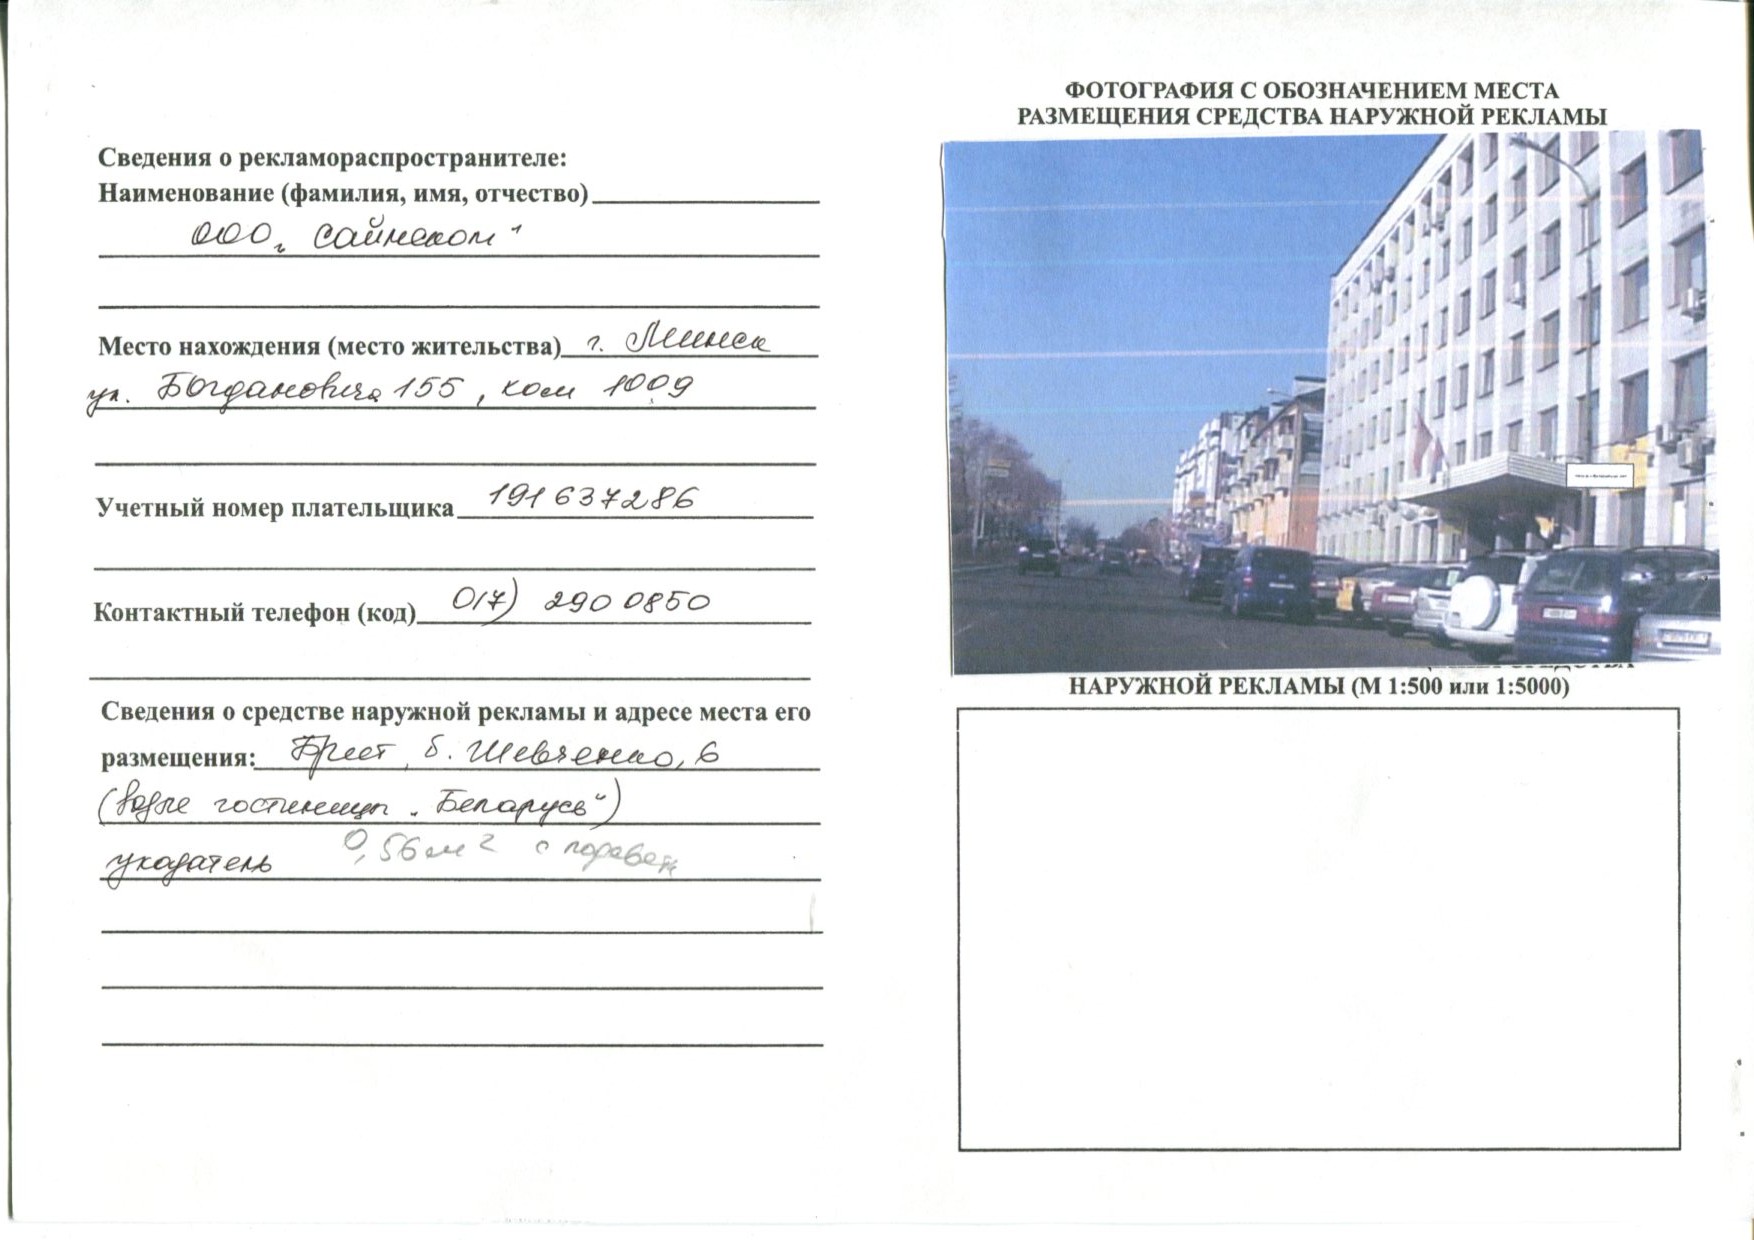 Сведения о рекламораспространителе:
Наименование (фамилия, имя, отчество)
ООО „Сайнеком"
Место нахождения (место жительства) г. Минск
ул. Богдановича 155, ком 1009
Учетный номер плательщика 191637286
Контактный телефон (код) 017) 290 0850
Сведения о средстве наружной рекламы и адресе места его
размещения: Брест, б. Шевченко, 6
(возле гостиницы „Беларусь")
указатель 0,56 м2 с подсвет
ФОТОГРАФИЯ С ОБОЗНАЧЕНИЕМ МЕСТА
РАЗМЕЩЕНИЯ СРЕДСТВА НАРУЖНОЙ РЕКЛАМЫ
НАРУЖНОЙ РЕКЛАМЫ (М 1:500 или 1:5000)